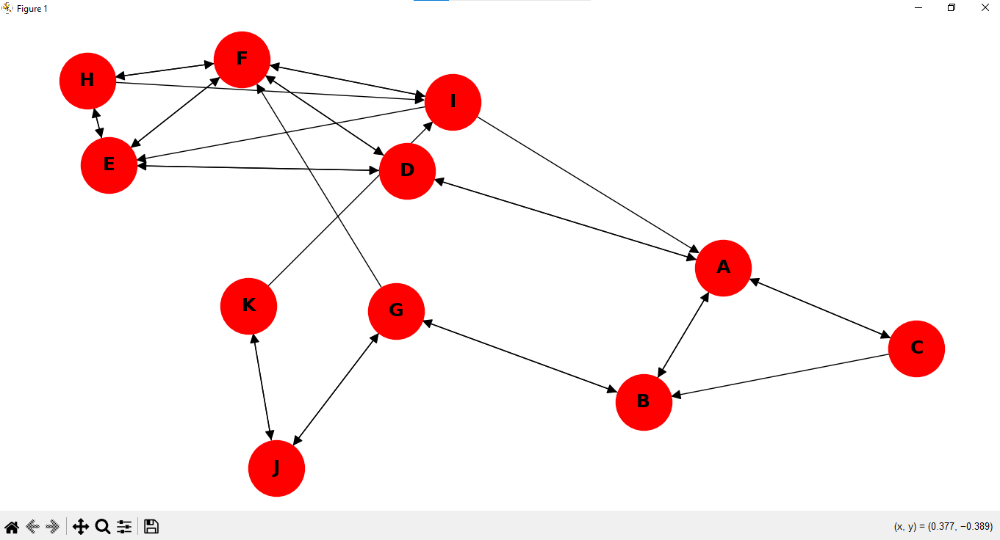 Figure 1
F
H
I
E
D
A
K
G
C
B
J
(x, y) = (0.377, −0.389)